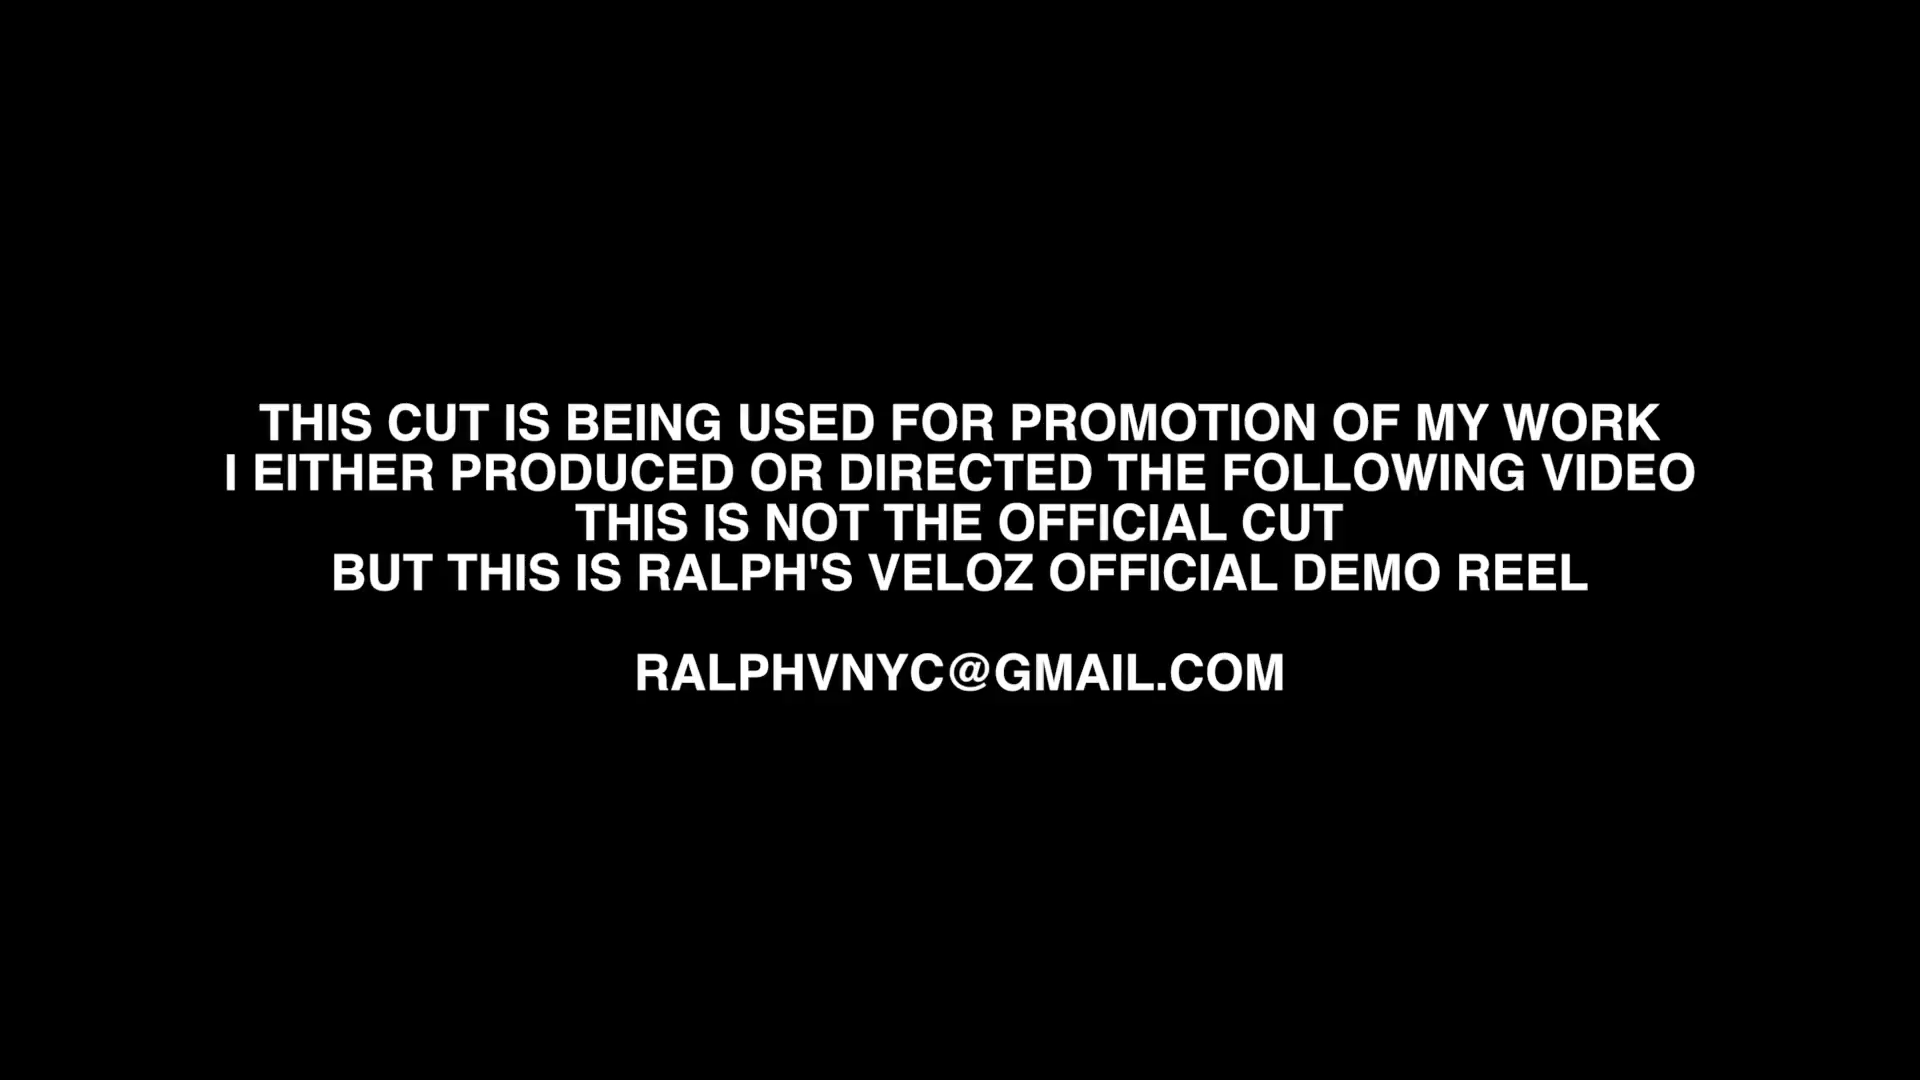 THIS CUT IS BEING USED FOR PROMOTION OF MY WORK
I EITHER PRODUCED OR DIRECTED THE FOLLOWING VIDEO
THIS IS NOT THE OFFICIAL CUT
BUT THIS IS RALPH'S VELOZ OFFICIAL DEMO REEL
RALPHVNYC@GMAIL.COM